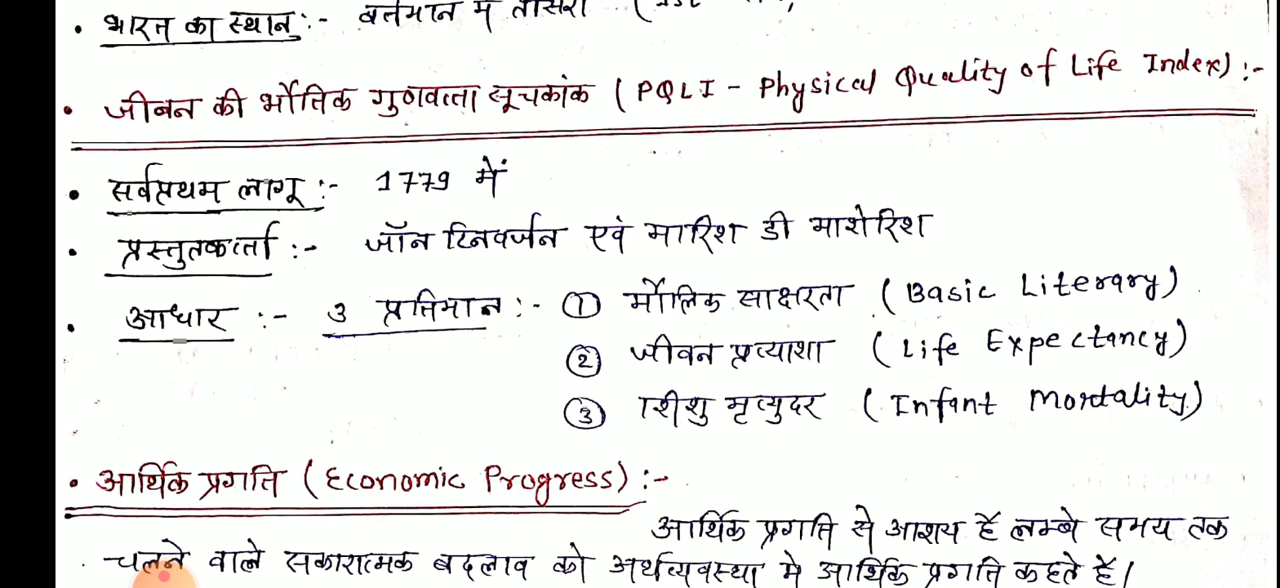 • भारत का स्थान :- वर्तमान में तीसरा (
• जीवन की भौतिक गुणवत्ता सूचकांक (PQLI - Physical Quality of Life Index) :-
• सर्वप्रथम लागू :- 1779 में
• प्रस्तुतकर्त्ता :- जॉन टिनवर्जन एवं मारिश डी माशेरिश
• आधार :- 3 प्रतिमान :- ① मौलिक साक्षरता (Basic Literary)
② जीवन प्रत्याशा (Life Expectancy)
③ शिशु मृत्युदर (Infant Mortality)
• आर्थिक प्रगति (Economic Progress) :-
आर्थिक प्रगति से आशय हैं लम्बे समय तक
चलने वाले सकारात्मक बदलाव को अर्थव्यवस्था मे आर्थिक प्रगति कहते हैं।